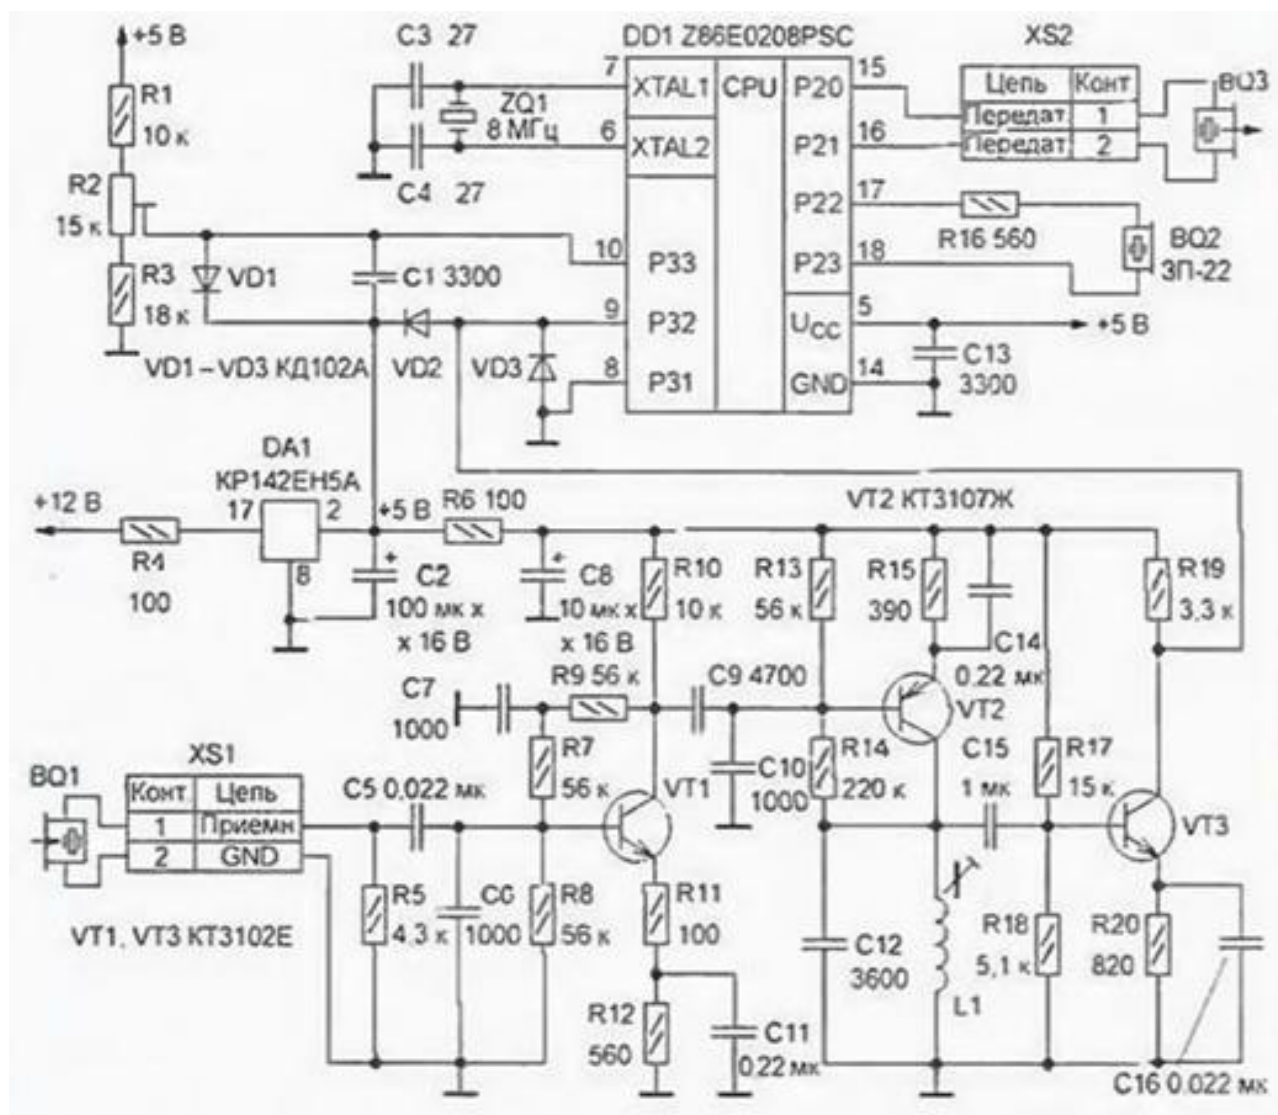 +5 В
R1
10 к
R2
15 к
R3
18 к
VD1
VD1 – VD3 КД102А
C3 27
ZQ1
8 МГц
C4 27
C1 3300
VD2
VD3
DD1 Z86E0208PSC
7
XTAL1
CPU
P20
15
6
XTAL2
P21
16
P22
17
10
P33
P23
18
9
P32
UCC
5
8
P31
GND
14
XS2
Цепь
Конт
Передат
1
Передат
2
BQ3
R16 560
BQ2
ЗП-22
+5 В
C13
3300
DA1
КР142ЕН5А
+12 В
17
2
8
+5 В
R4
100
C2
100 мк х
х 16 В
R6 100
C8
10 мк х
х 16 В
R10
10 к
R13
56 к
VT2 КТ3107Ж
R15
390
C14
0,22 мк
R19
3,3 к
C7
1000
R9 56 к
C9 4700
VT2
R7
56 к
VT1
C10
1000
R14
220 к
C15
1 мк
R17
15 к
VT3
BQ1
XS1
Конт
Цепь
1
Приемн
2
GND
C5 0,022 мк
R5
4,3 к
C6
1000
R8
56 к
R11
100
VT1, VT3 КТ3102Е
R12
560
C11
0,22 мк
C12
3600
L1
R18
5,1 к
R20
820
C16 0,022 мк